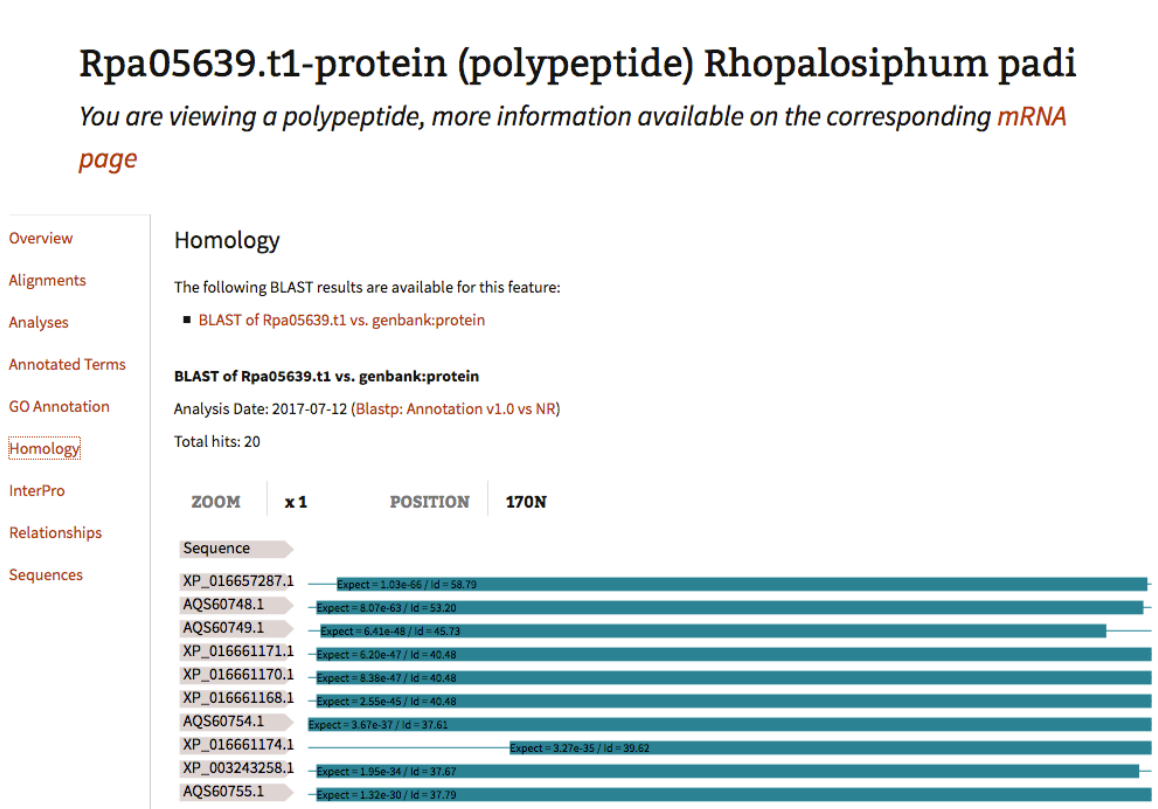 Rpa05639.t1-protein (polypeptide) Rhopalosiphum padi
You are viewing a polypeptide, more information available on the corresponding mRNA
page
Overview
Alignments
Analyses
Annotated Terms
GO Annotation
Homology
InterPro
Relationships
Sequences
Homology
The following BLAST results are available for this feature:
■ BLAST of Rpa05639.t1 vs. genbank:protein
BLAST of Rpa05639.t1 vs. genbank:protein
Analysis Date: 2017-07-12 (Blastp: Annotation v1.0 vs NR)
Total hits: 20
ZOOM x 1 POSITION 170N
Sequence
XP_016657287.1 Expect = 1.03e-66 / Id = 58.79
AQS60748.1 Expect = 8.07e-63 / Id = 53.20
AQS60749.1 Expect = 6.41e-48 / Id = 45.73
XP_016661171.1 Expect = 6.20e-47 / Id = 40.48
XP_016661170.1 Expect = 8.38e-47 / Id = 40.48
XP_016661168.1 Expect = 2.55e-45 / Id = 40.48
AQS60754.1 Expect = 3.67e-37 / Id = 37.61
XP_016661174.1 Expect = 3.27e-35 / Id = 39.62
XP_003243258.1 Expect = 1.95e-34 / Id = 37.67
AQS60755.1 Expect = 1.32e-30 / Id = 37.79